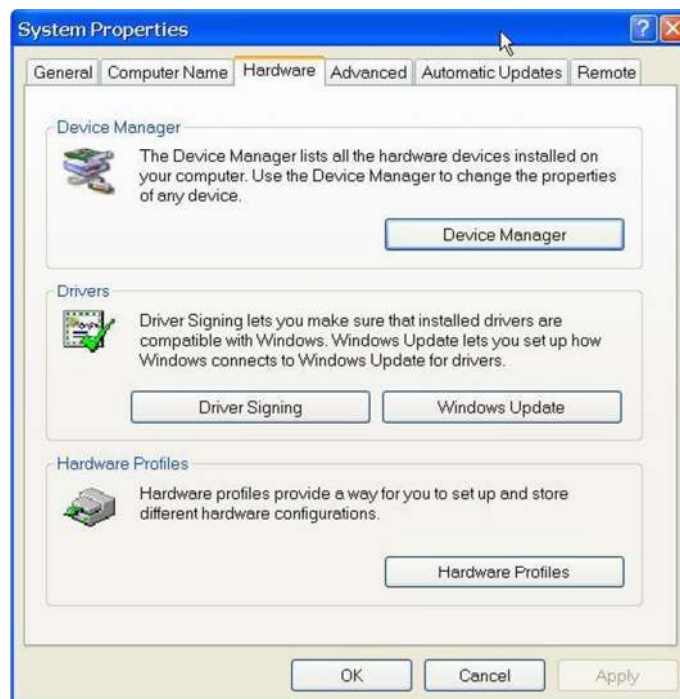 System Properties
General Computer Name Hardware Advanced Automatic Updates Remote
Device Manager
The Device Manager lists all the hardware devices installed on
your computer. Use the Device Manager to change the properties
of any device.
Device Manager
Drivers
Driver Signing lets you make sure that installed drivers are
compatible with Windows. Windows Update lets you set up how
Windows connects to Windows Update for drivers.
Driver Signing Windows Update
Hardware Profiles
Hardware profiles provide a way for you to set up and store
different hardware configurations.
Hardware Profiles
OK Cancel Apply